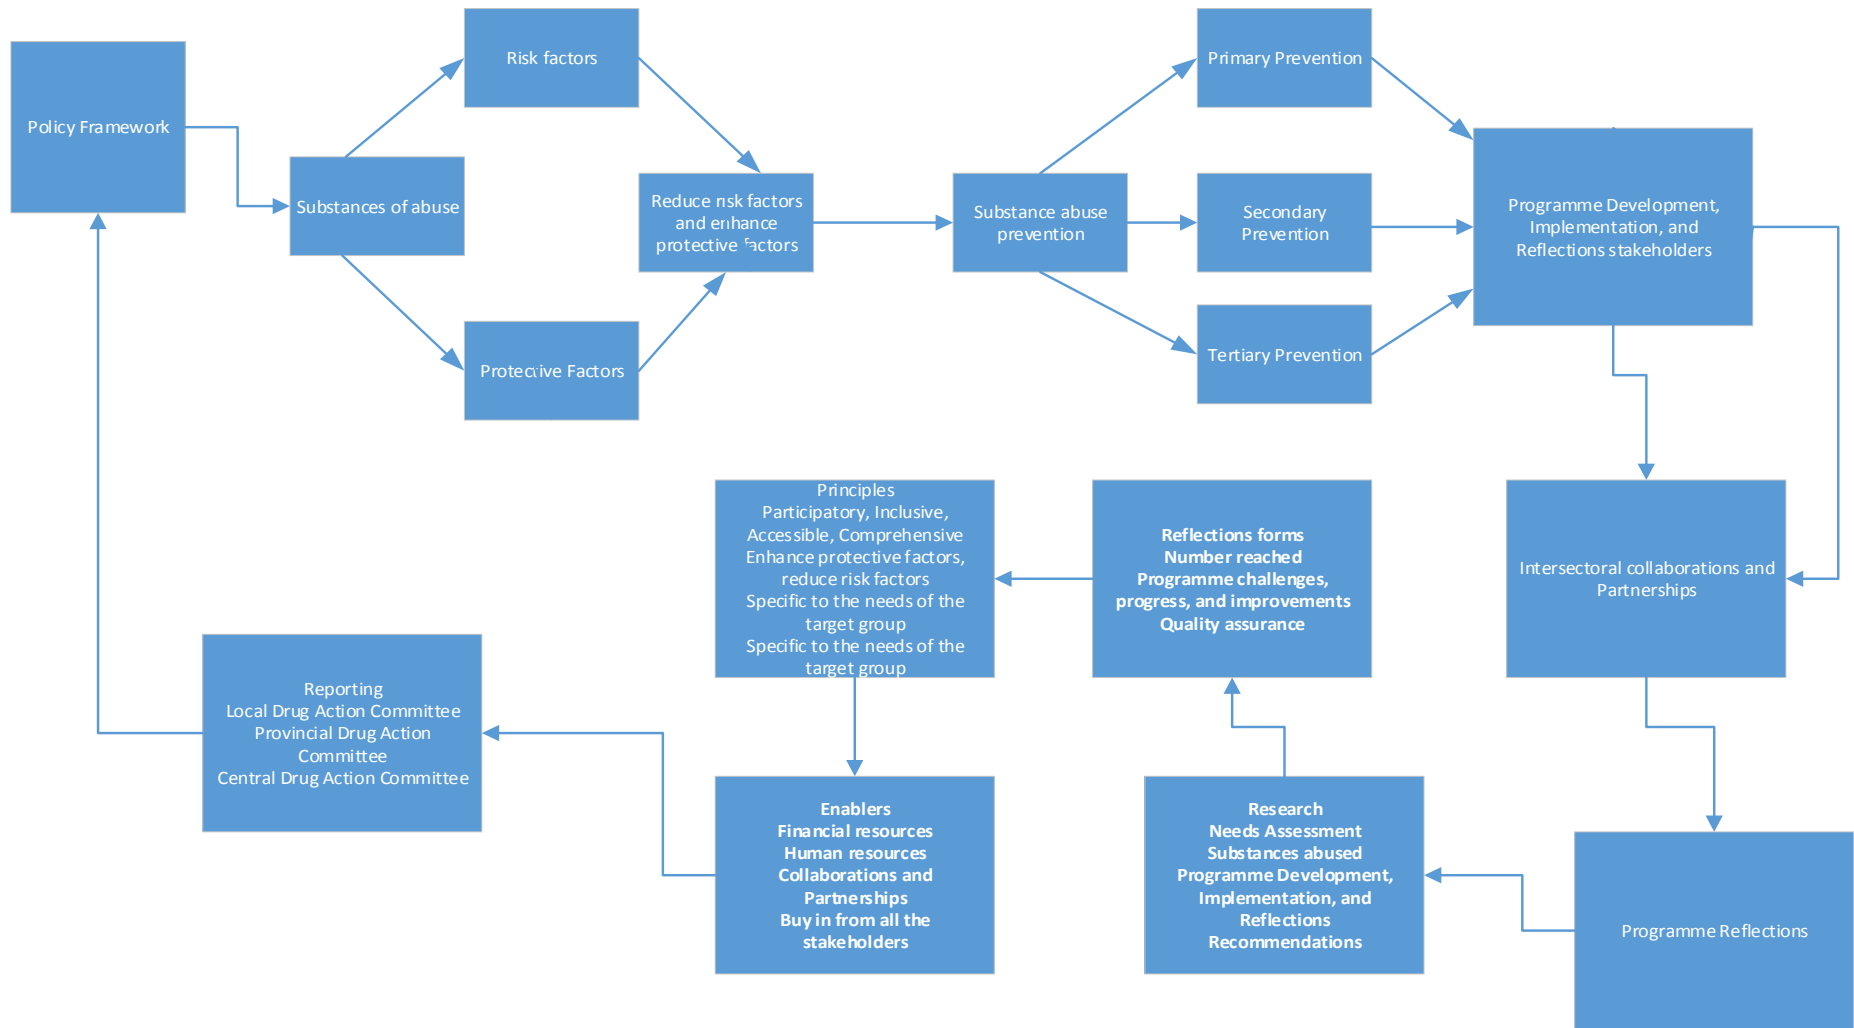 Policy Framework
Substances of abuse
Risk factors
Protective Factors
Reduce risk factors
and enhance
protective factors
Substance abuse
prevention
Primary Prevention
Secondary
Prevention
Tertiary Prevention
Programme Development,
Implementation, and
Reflections stakeholders
Intersectoral collaborations and
Partnerships
Programme Reflections
Research
Needs Assessment
Substances abused
Programme Development,
Implementation, and
Reflections
Recommendations
Reflections forms
Number reached
Programme challenges,
progress, and improvements
Quality assurance
Principles
Participatory, Inclusive,
Accessible, Comprehensive
Enhance protective factors,
reduce risk factors
Specific to the needs of the
target group
Specific to the needs of the
target group
Enablers
Financial resources
Human resources
Collaborations and
Partnerships
Buy in from all the
stakeholders
Reporting
Local Drug Action Committee
Provincial Drug Action
Committee
Central Drug Action Committee